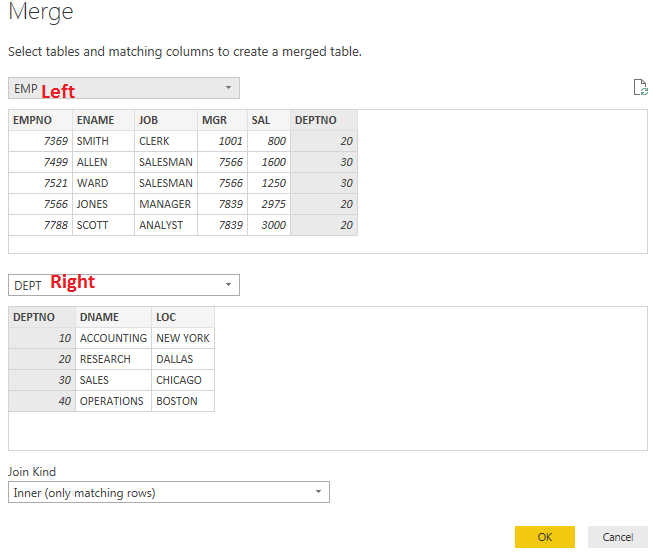 Merge
Select tables and matching columns to create a merged table.
EMP Left
EMPNO ENAME JOB MGR SAL DEPTNO
7369 SMITH CLERK 1001 800 20
7499 ALLEN SALESMAN 7566 1600 30
7521 WARD SALESMAN 7566 1250 30
7566 JONES MANAGER 7839 2975 20
7788 SCOTT ANALYST 7839 3000 20
DEPT Right
DEPTNO DNAME LOC
10 ACCOUNTING NEW YORK
20 RESEARCH DALLAS
30 SALES CHICAGO
40 OPERATIONS BOSTON
Join Kind
Inner (only matching rows)
OK Cancel